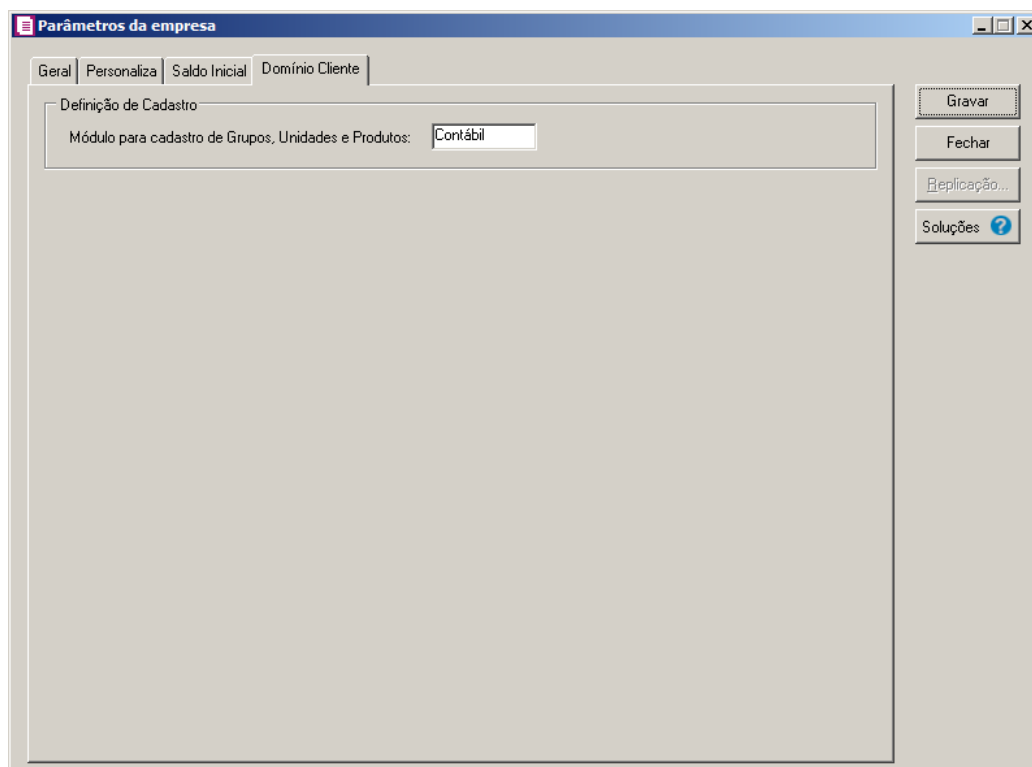 Parâmetros da empresa
Geral
Personaliza
Saldo Inicial
Domínio Cliente
Definição de Cadastro
Módulo para cadastro de Grupos, Unidades e Produtos:
Contábil
Gravar
Fechar
Replicação...
Soluções